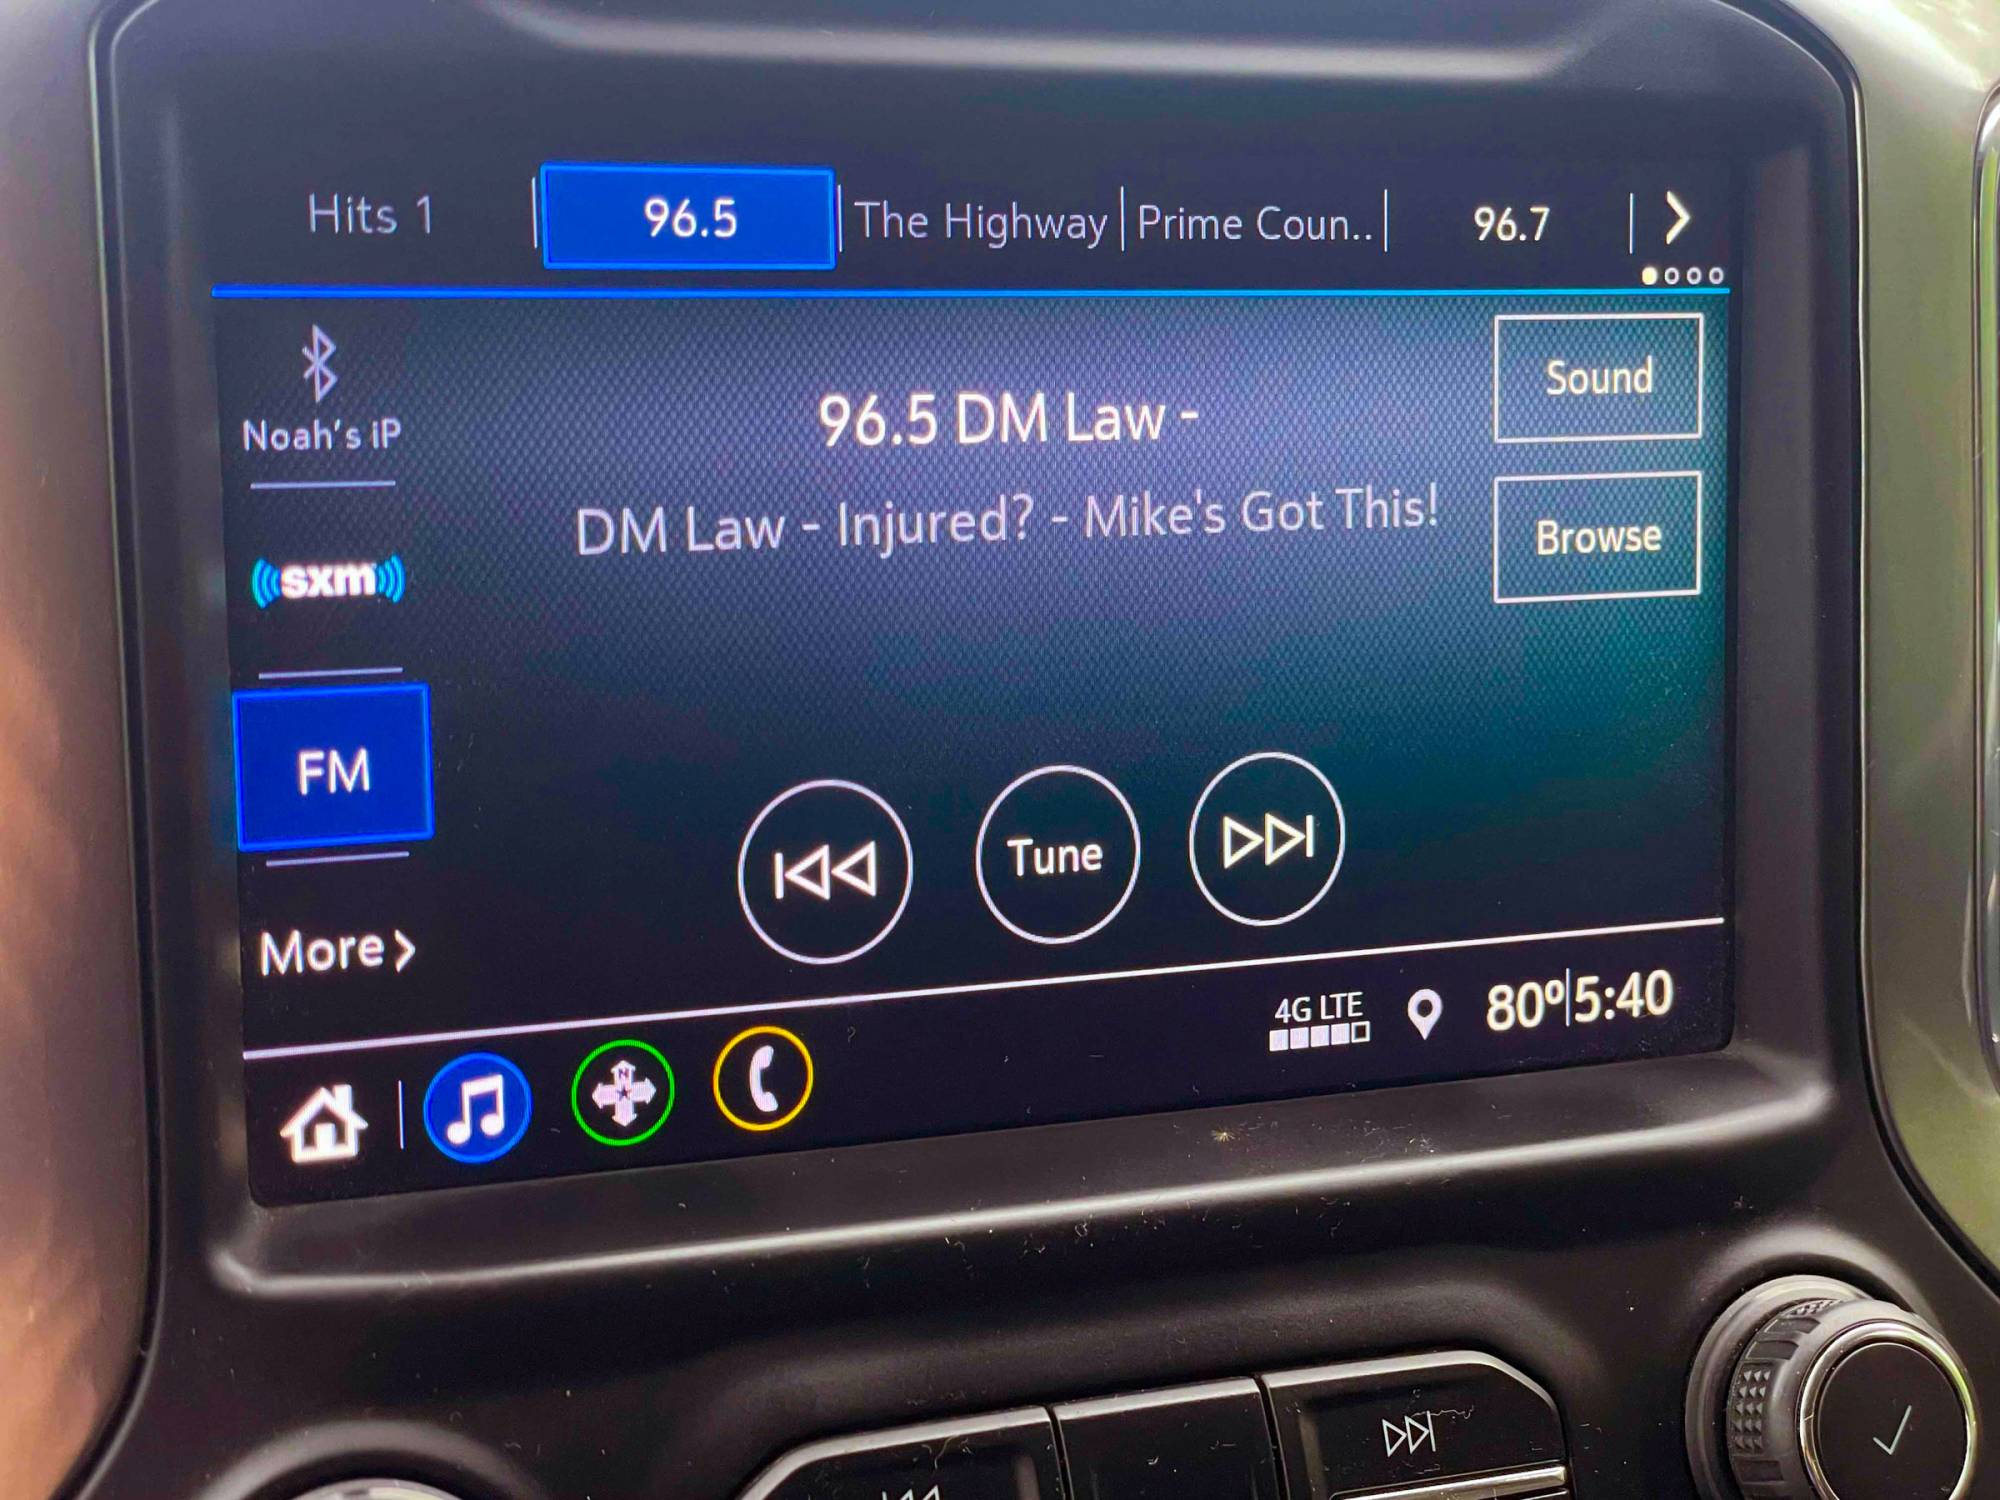 Hits 1
96.5
The Highway
Prime Coun..
96.7
Noah's iP
sxm
FM
More
96.5 DM Law -
DM Law - Injured? - Mike's Got This!
Sound
Browse
Tune
4G LTE
80º
5:40
N